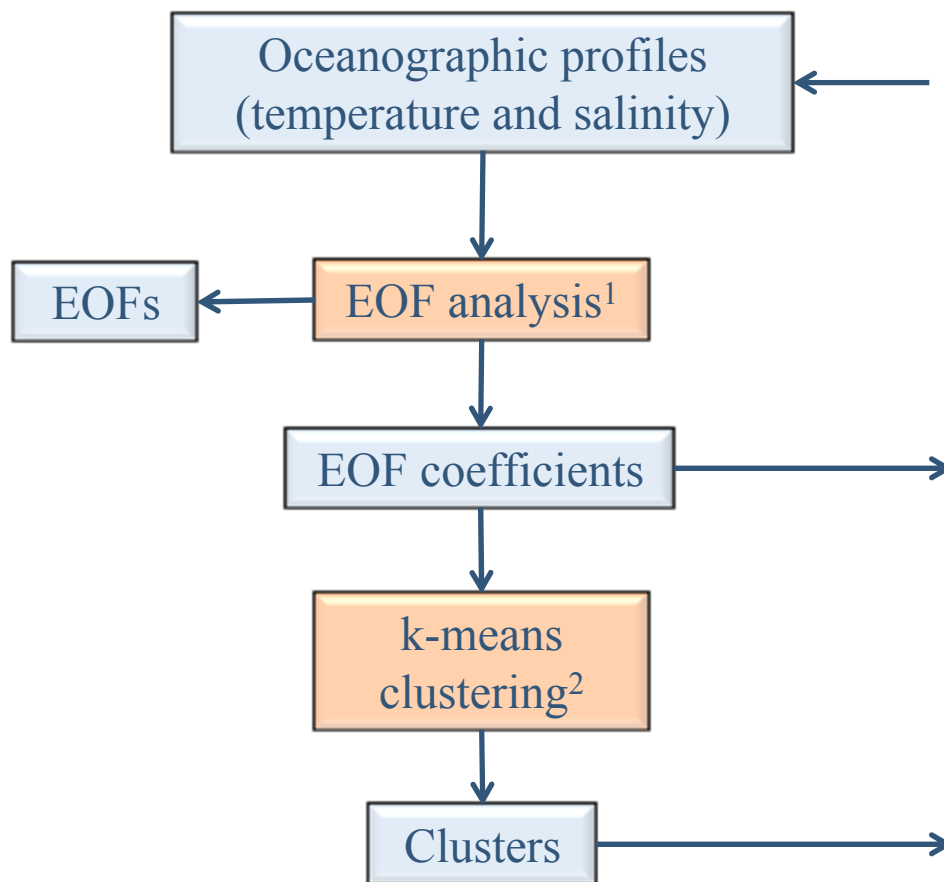 Oceanographic profiles
(temperature and salinity)
EOFs
EOF analysis¹
EOF coefficients
k-means
clustering²
Clusters